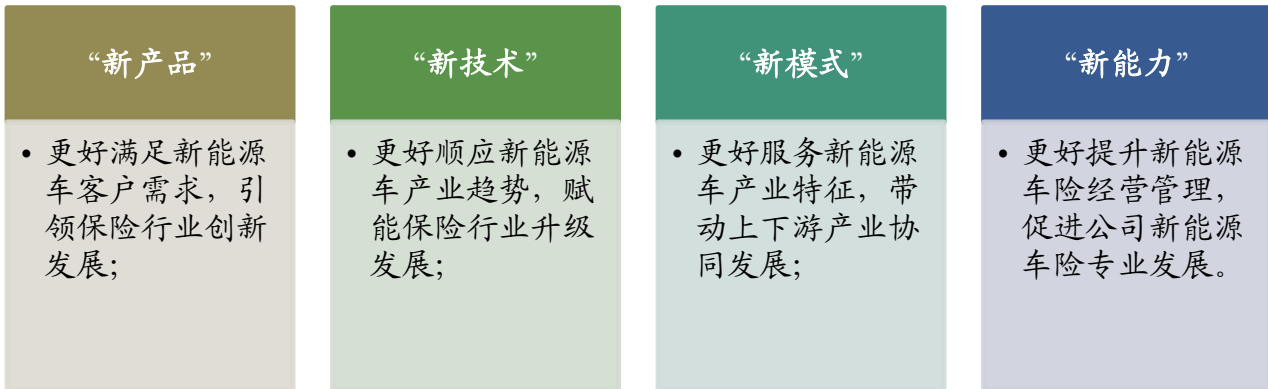 “新产品”
• 更好满足新能源
车客户需求，引
领保险行业创新
发展；
“新技术”
• 更好顺应新能源
车产业趋势，赋
能保险行业升级
发展；
“新模式”
• 更好服务新能源
车产业特征，带
动上下游产业协
同发展；
“新能力”
• 更好提升新能源
车险经营管理，
促进公司新能源
车险专业发展。